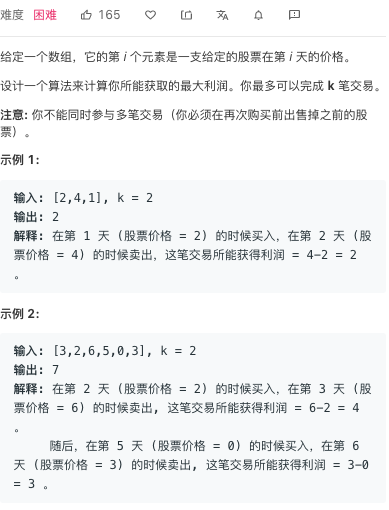 难度 困难 165
给定一个数组，它的第 i 个元素是一支给定的股票在第 i 天的价格。
设计一个算法来计算你所能获取的最大利润。你最多可以完成 k 笔交易。
注意: 你不能同时参与多笔交易（你必须在再次购买前出售掉之前的股
票）。
示例 1:
输入: [2,4,1], k = 2
输出: 2
解释: 在第 1 天 (股票价格 = 2) 的时候买入，在第 2 天 (股
票价格 = 4) 的时候卖出，这笔交易所能获得利润 = 4-2 = 2
。
示例 2:
输入: [3,2,6,5,0,3], k = 2
输出: 7
解释: 在第 2 天 (股票价格 = 2) 的时候买入，在第 3 天 (股
票价格 = 6) 的时候卖出, 这笔交易所能获得利润 = 6-2 = 4
。
随后，在第 5 天 (股票价格 = 0) 的时候买入，在第 6
天 (股票价格 = 3) 的时候卖出, 这笔交易所能获得利润 = 3-0
= 3 。